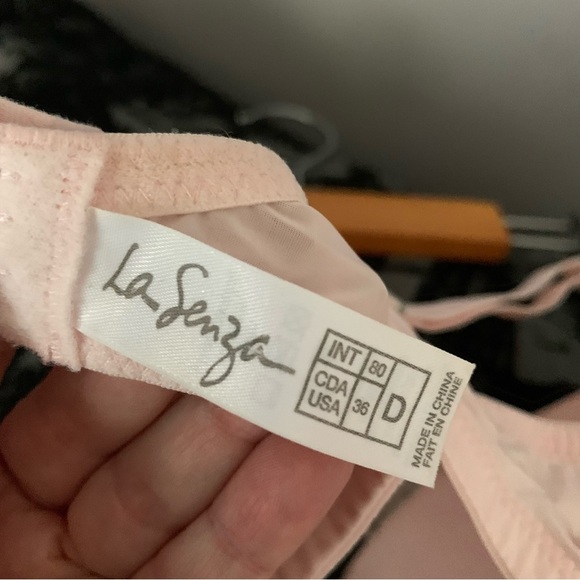 La Senza
INT 80
CDA
USA 36
D
MADE IN CHINA
FAIT EN CHINE